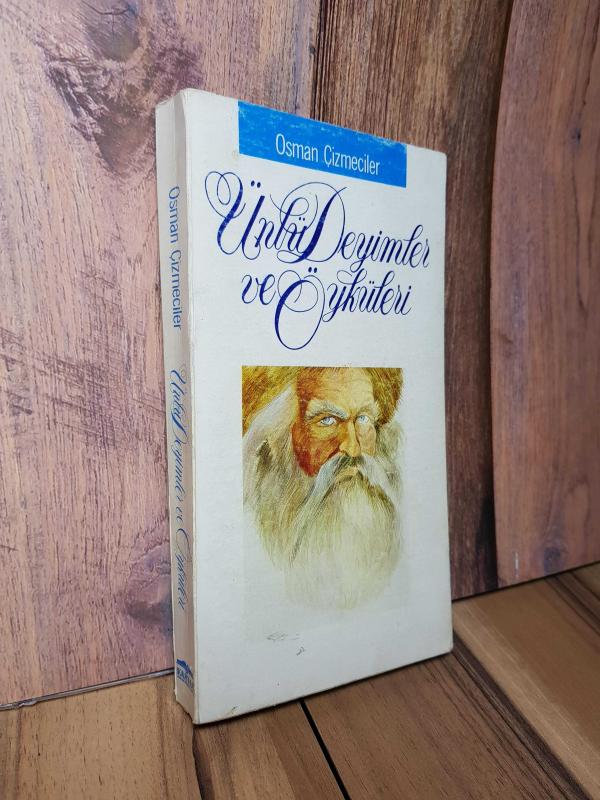 Osman Çizmeciler
Ünlü Deyimler
ve Öyküleri
Osman Çizmeciler Ünlü Deyimler ve Öyküleri